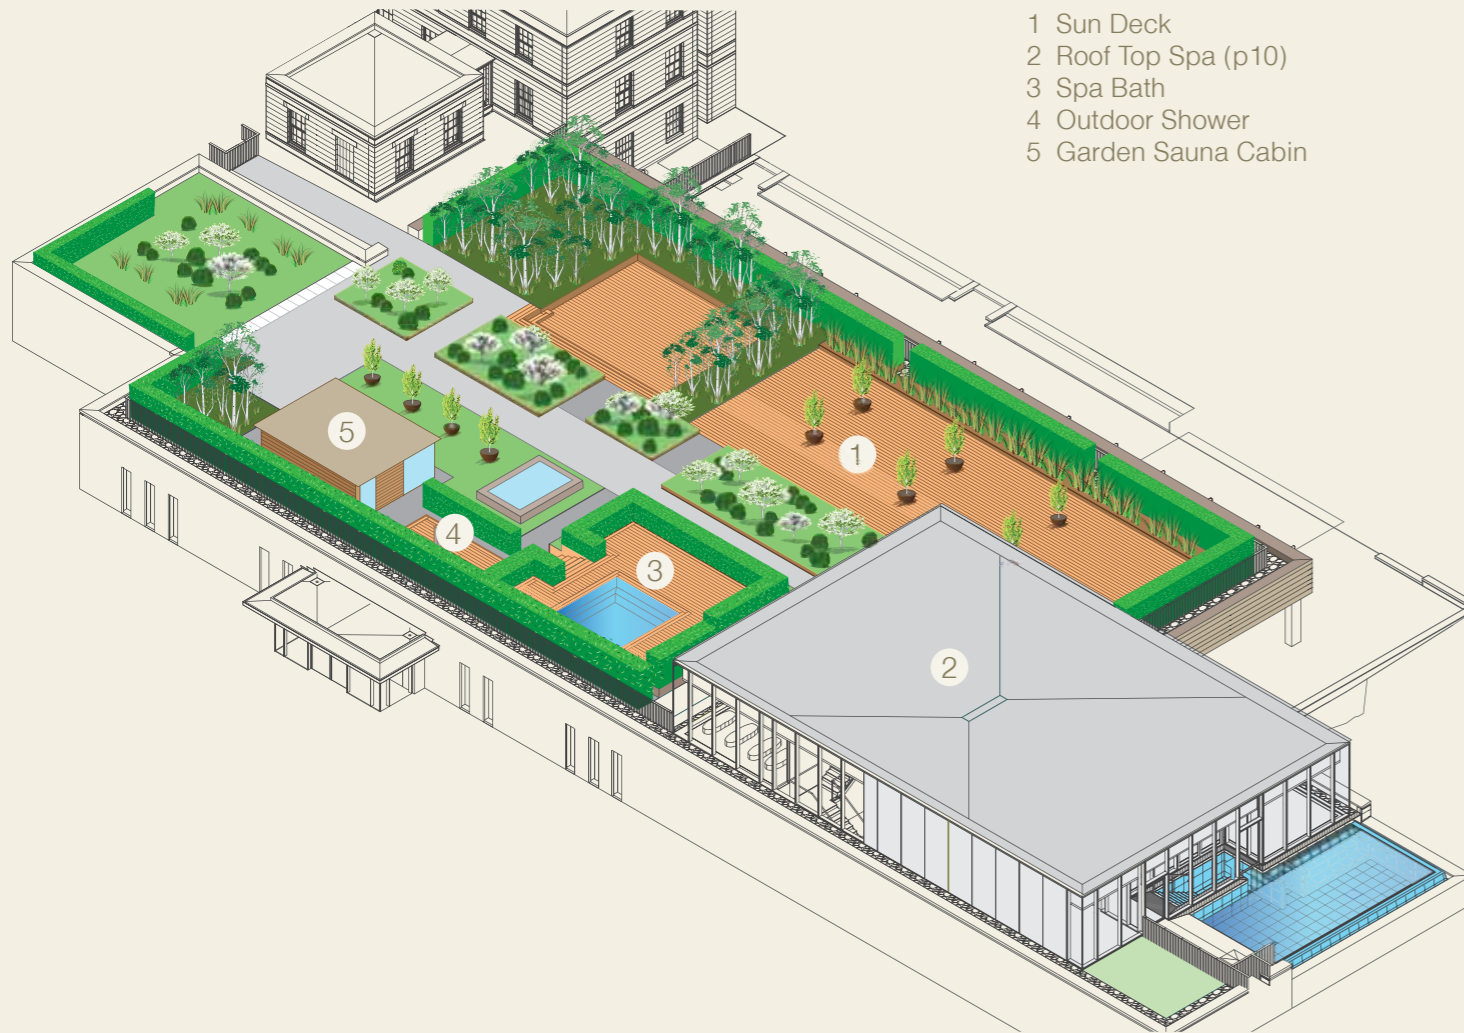 1 Sun Deck
2 Roof Top Spa (p10)
3 Spa Bath
4 Outdoor Shower
5 Garden Sauna Cabin
5
1
4
3
2